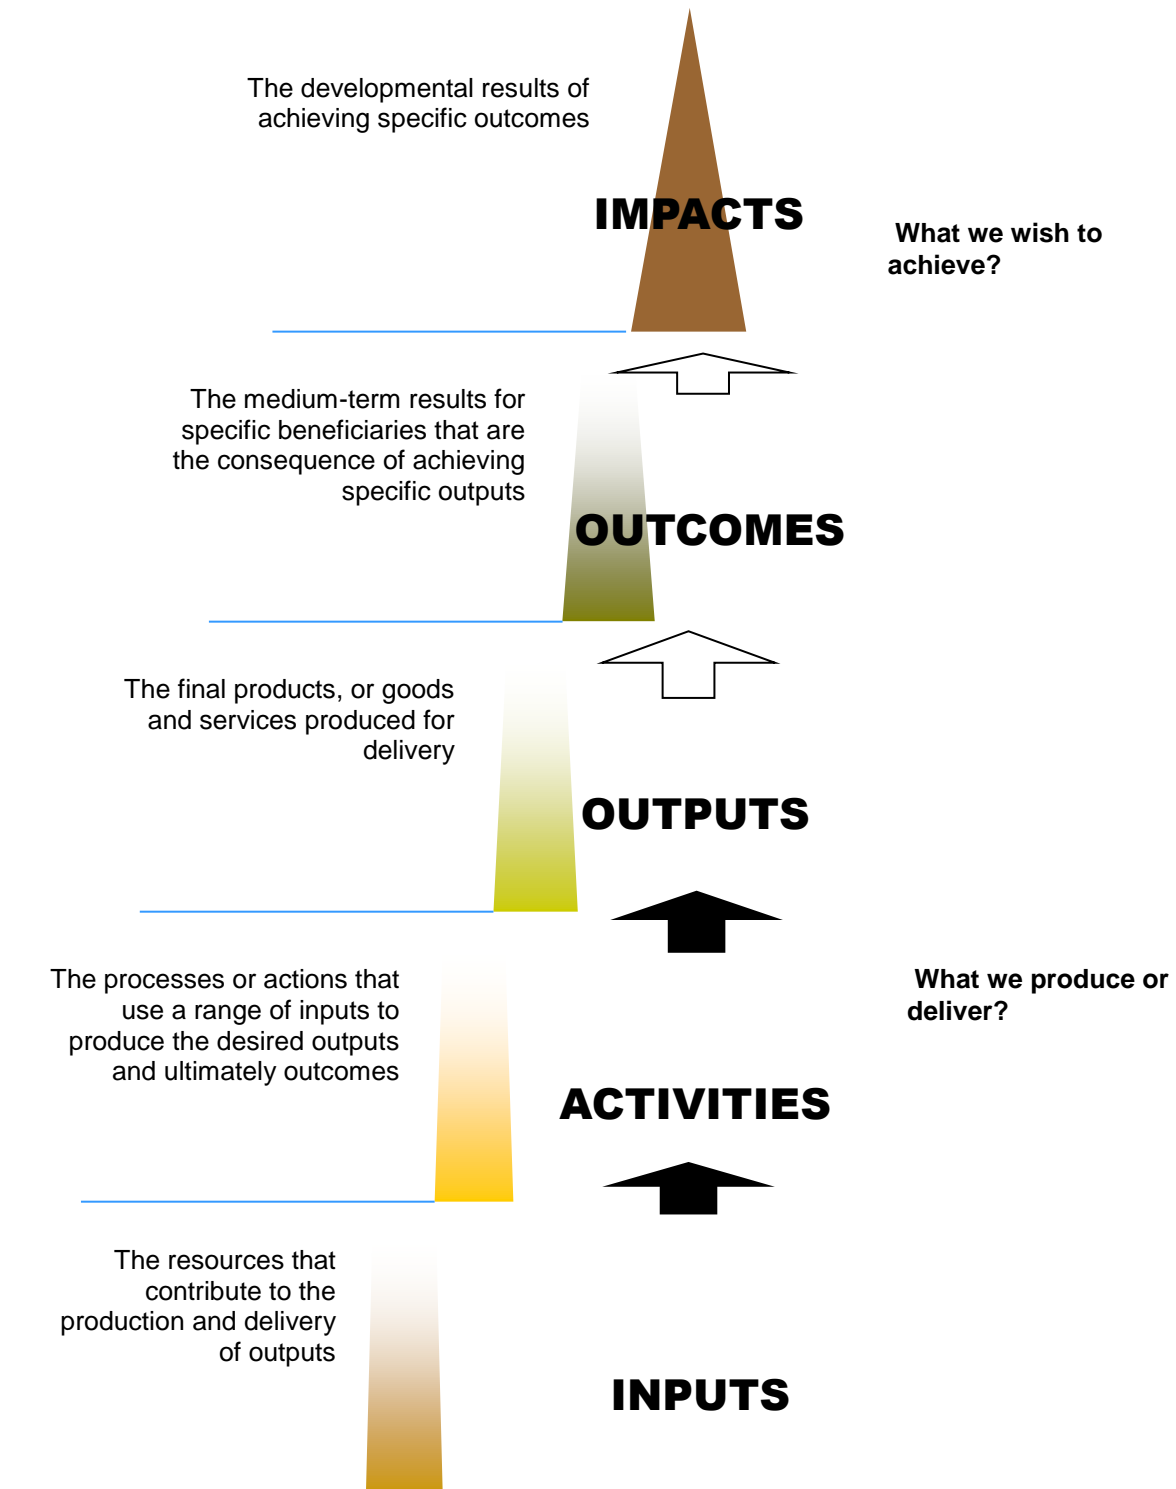 The developmental results of
achieving specific outcomes
IMPACTS
What we wish to
achieve?
The medium-term results for
specific beneficiaries that are
the consequence of achieving
specific outputs
OUTCOMES
The final products, or goods
and services produced for
delivery
OUTPUTS
The processes or actions that
use a range of inputs to
produce the desired outputs
and ultimately outcomes
What we produce or
deliver?
ACTIVITIES
The resources that
contribute to the
production and delivery
of outputs
INPUTS